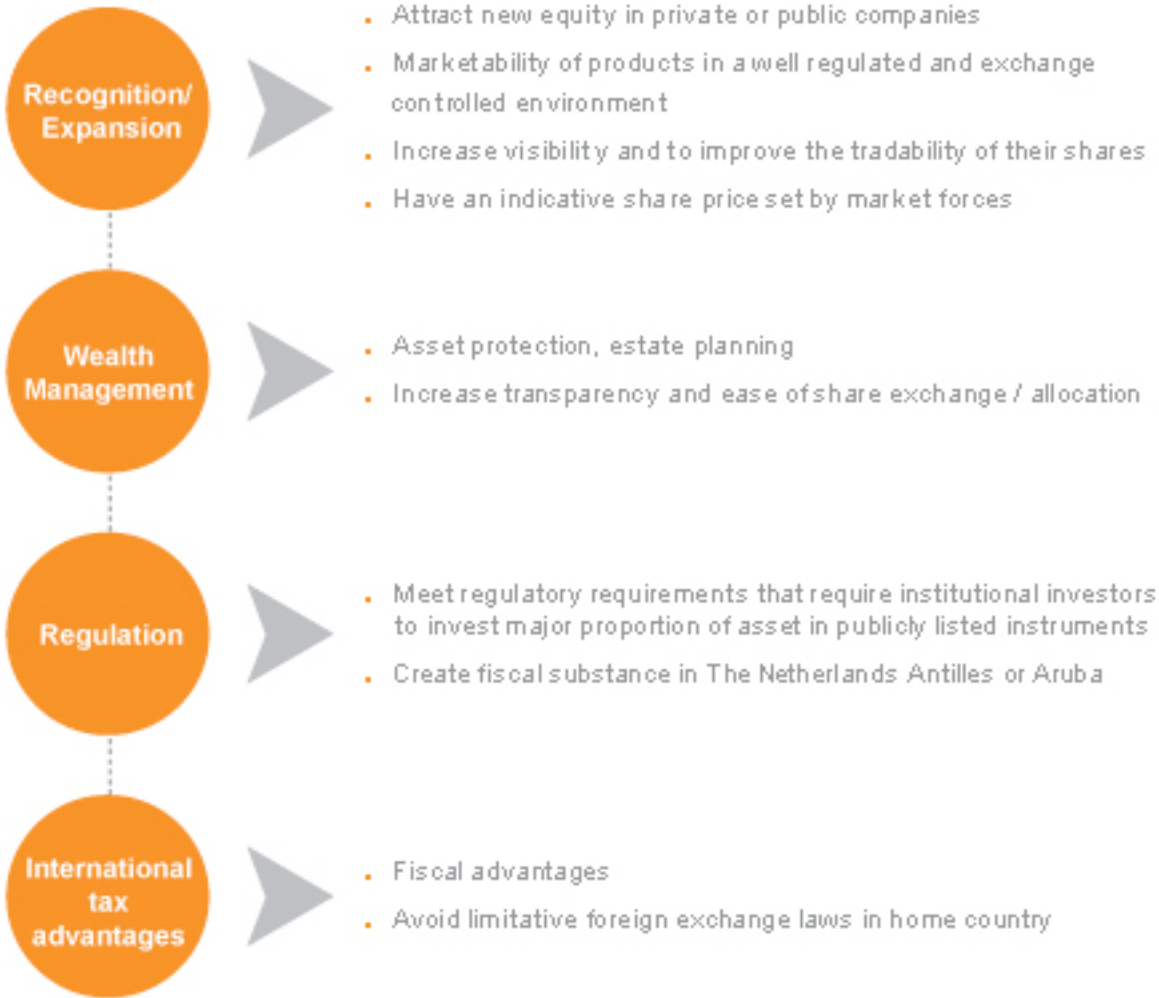 Recognition/
Expansion
Attract new equity in private or public companies
Marketability of products in a well regulated and exchange
controlled environment
Increase visibility and to improve the tradability of their shares
Have an indicative share price set by market forces
Wealth
Management
Asset protection, estate planning
Increase transparency and ease of share exchange / allocation
Regulation
Meet regulatory requirements that require institutional investors
to invest major proportion of asset in publicly listed instruments
Create fiscal substance in The Netherlands Antilles or Aruba
International
tax
advantages
Fiscal advantages
Avoid limitative foreign exchange laws in home country